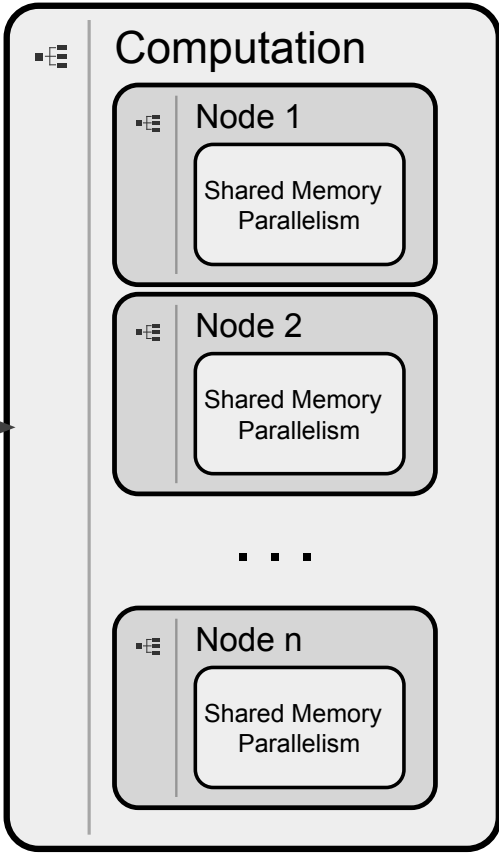 Computation
Node 1
Shared Memory
Parallelism
Node 2
Shared Memory
Parallelism
. . .
Node n
Shared Memory
Parallelism